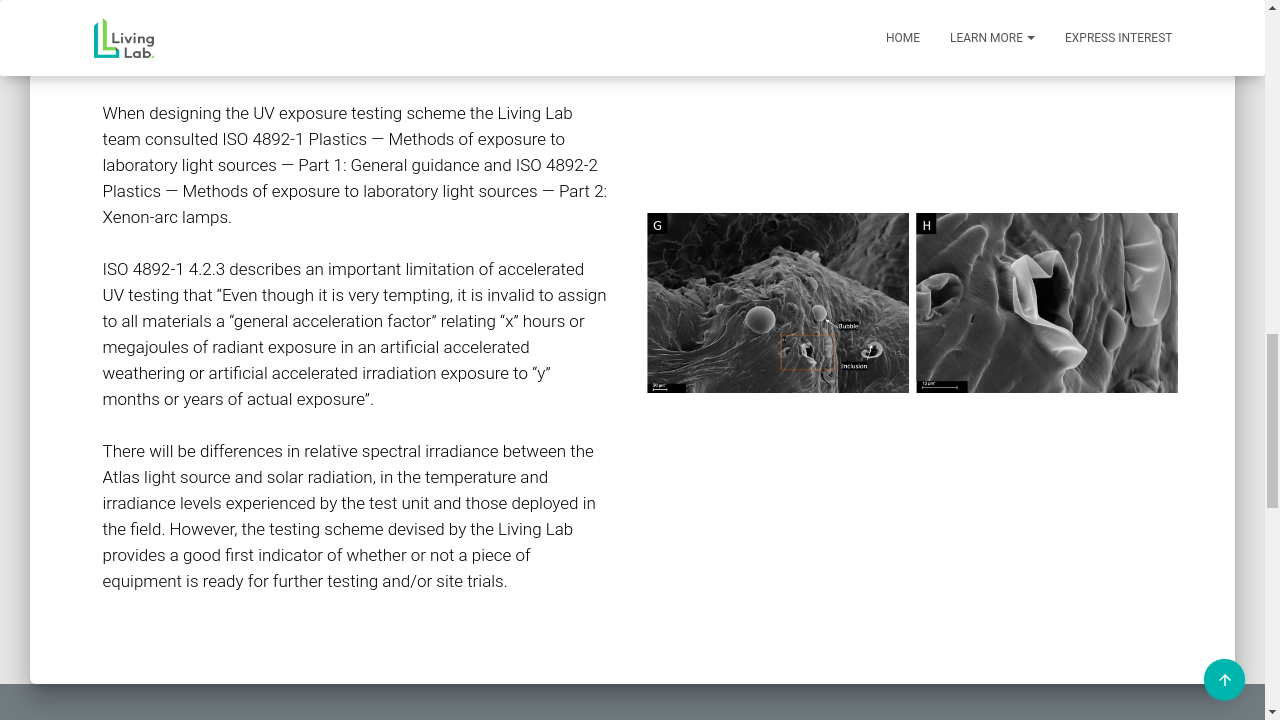 Living
Lab.
HOME
LEARN MORE
EXPRESS INTEREST
When designing the UV exposure testing scheme the Living Lab
team consulted ISO 4892-1 Plastics — Methods of exposure to
laboratory light sources — Part 1: General guidance and ISO 4892-2
Plastics — Methods of exposure to laboratory light sources — Part 2:
Xenon-arc lamps.
ISO 4892-1 4.2.3 describes an important limitation of accelerated
UV testing that “Even though it is very tempting, it is invalid to assign
to all materials a “general acceleration factor” relating “x” hours or
megajoules of radiant exposure in an artificial accelerated
weathering or artificial accelerated irradiation exposure to “y”
months or years of actual exposure”.
There will be differences in relative spectral irradiance between the
Atlas light source and solar radiation, in the temperature and
irradiance levels experienced by the test unit and those deployed in
the field. However, the testing scheme devised by the Living Lab
provides a good first indicator of whether or not a piece of
equipment is ready for further testing and/or site trials.
G
Bubble
Inclusion
H